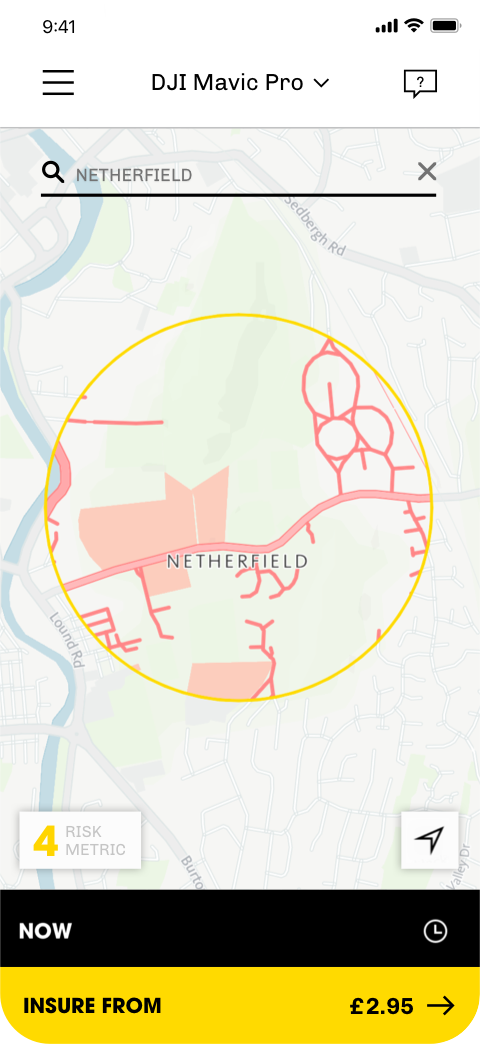 9:41
DJI Mavic Pro
?
NETHERFIELD
Sedbergh Rd
NETHERFIELD
Lound Rd
4 RISK
METRIC
Burto
Valley Dr
NOW
INSURE FROM £2.95